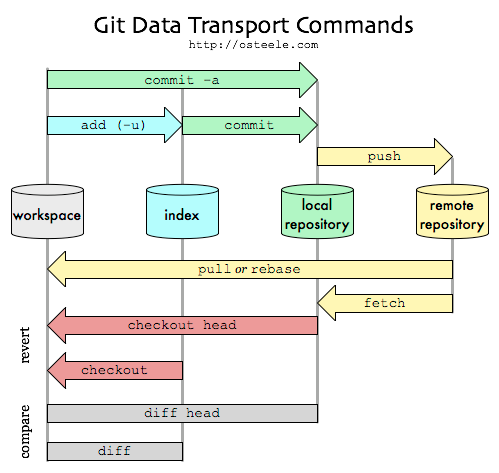 Git Data Transport Commands
http://osteele.com
commit -a
add (-u)
commit
push
workspace
index
local
repository
remote
repository
pull or rebase
fetch
revert
checkout head
checkout
compare
diff head
diff